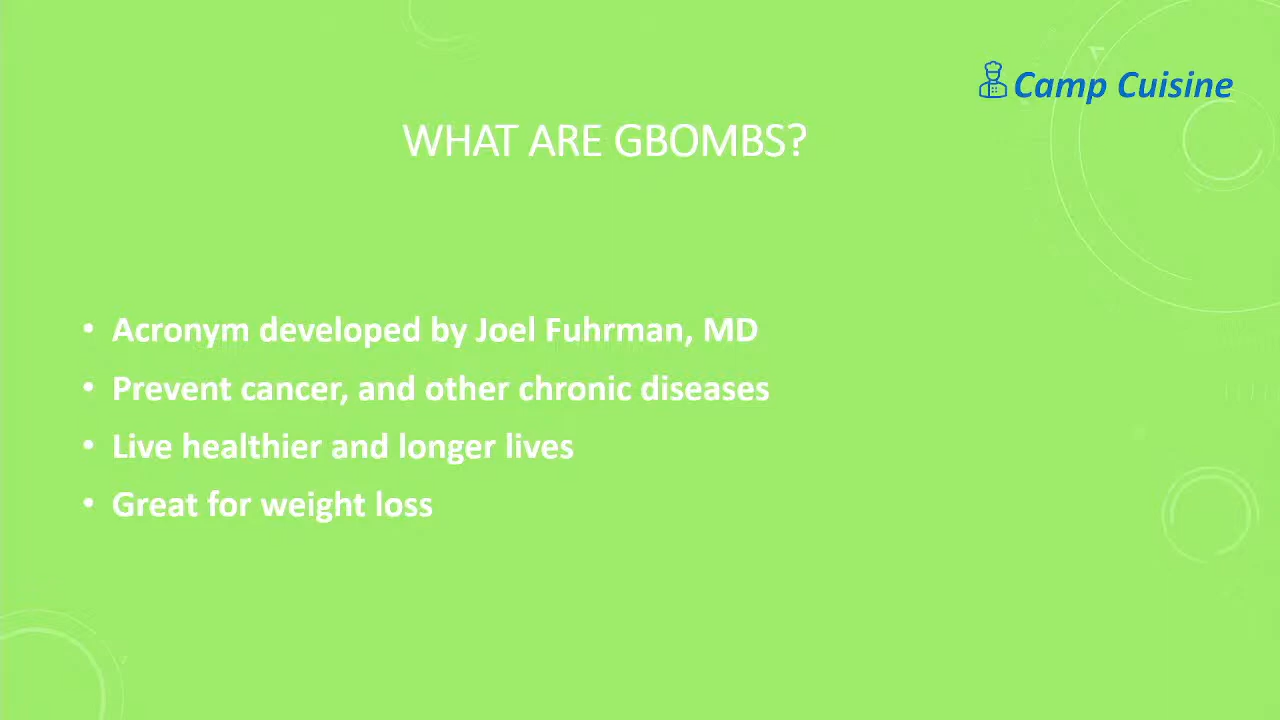 Camp Cuisine
WHAT ARE GBOMBS?
• Acronym developed by Joel Fuhrman, MD
• Prevent cancer, and other chronic diseases
• Live healthier and longer lives
• Great for weight loss